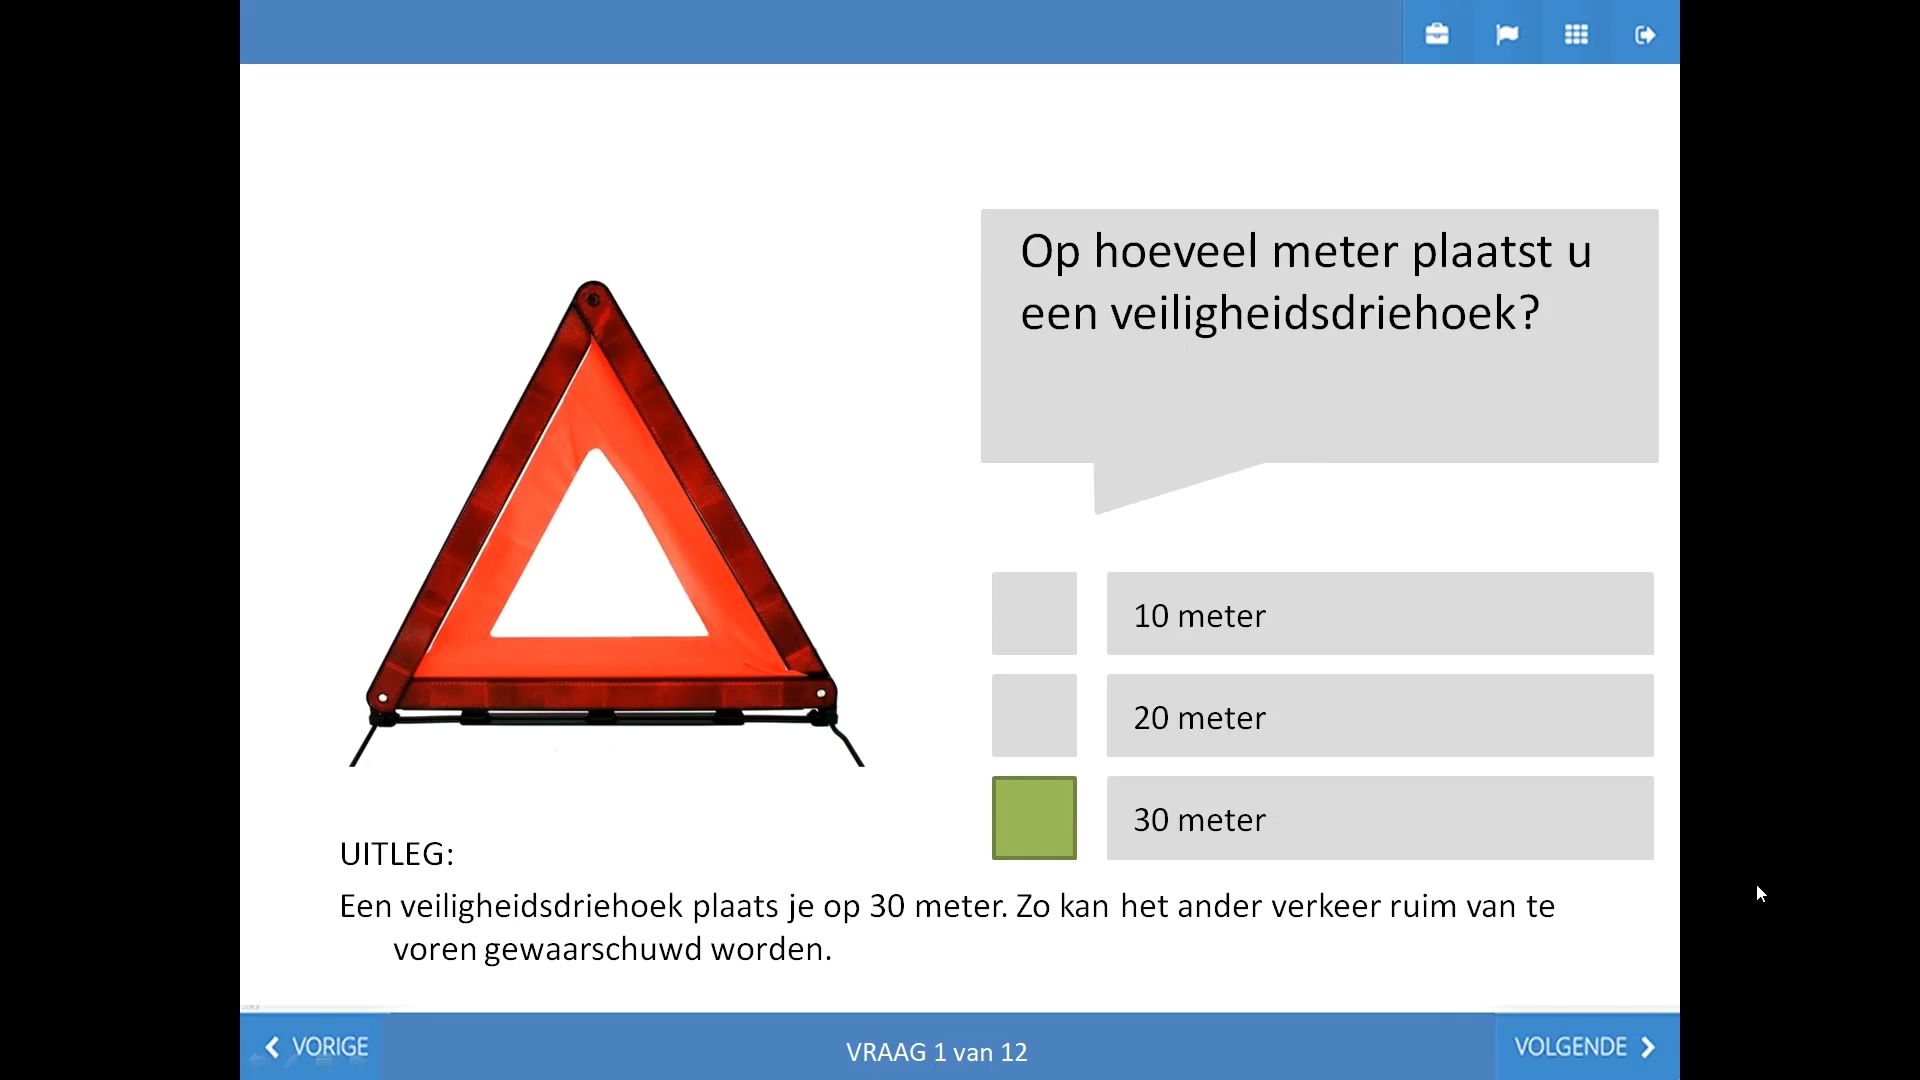 Op hoeveel meter plaatst u
een veiligheidsdriehoek?
10 meter
20 meter
30 meter
UITLEG:
Een veiligheidsdriehoek plaats je op 30 meter. Zo kan het ander verkeer ruim van te
voren gewaarschuwd worden.
VORIGE
VRAAG 1 van 12
VOLGENDE